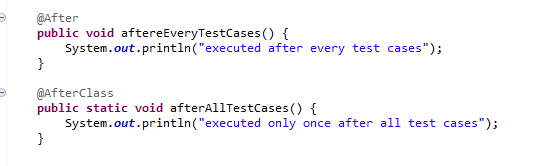 @After
public void aftereEveryTestCases() {
System.out.println("executed after every test cases");
}
@AfterClass
public static void afterAllTestCases() {
System.out.println("executed only once after all test cases");
}